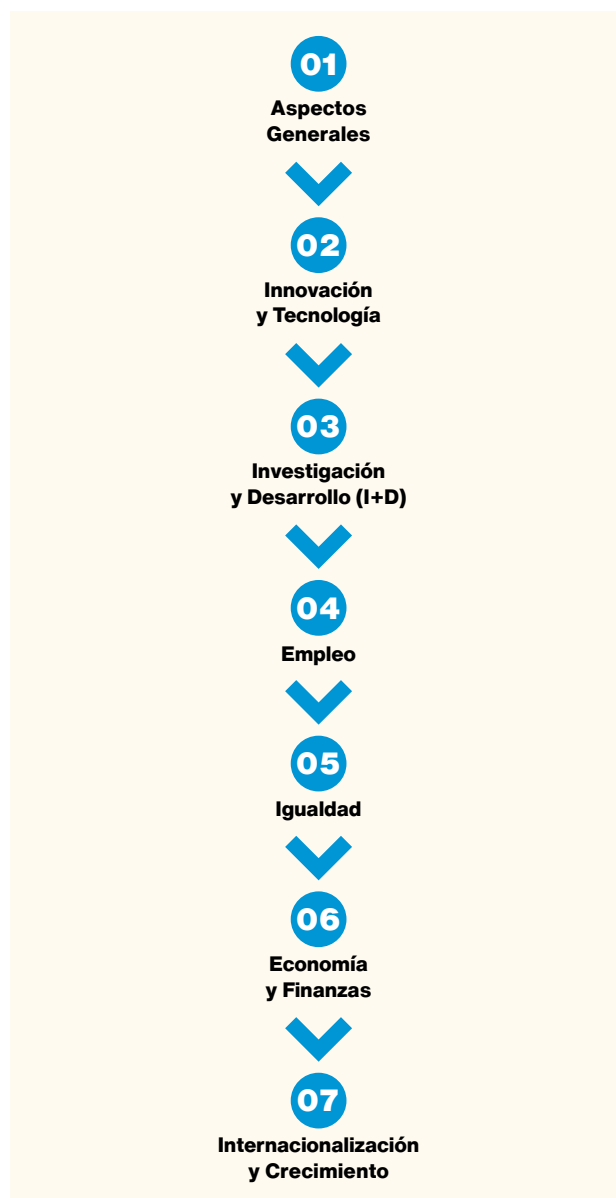 01
Aspectos
Generales
02
Innovación
y Tecnología
03
Investigación
y Desarrollo (I+D)
04
Empleo
05
Igualdad
06
Economía
y Finanzas
07
Internacionalización
y Crecimiento